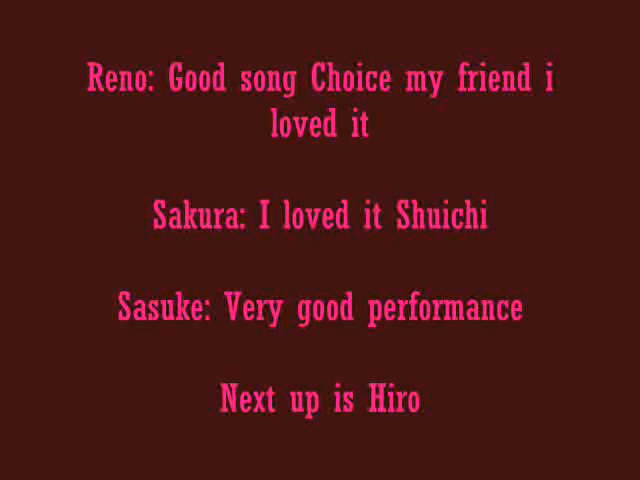 Reno: Good song Choice my friend i
loved it
Sakura: I loved it Shuichi
Sasuke: Very good performance
Next up is Hiro